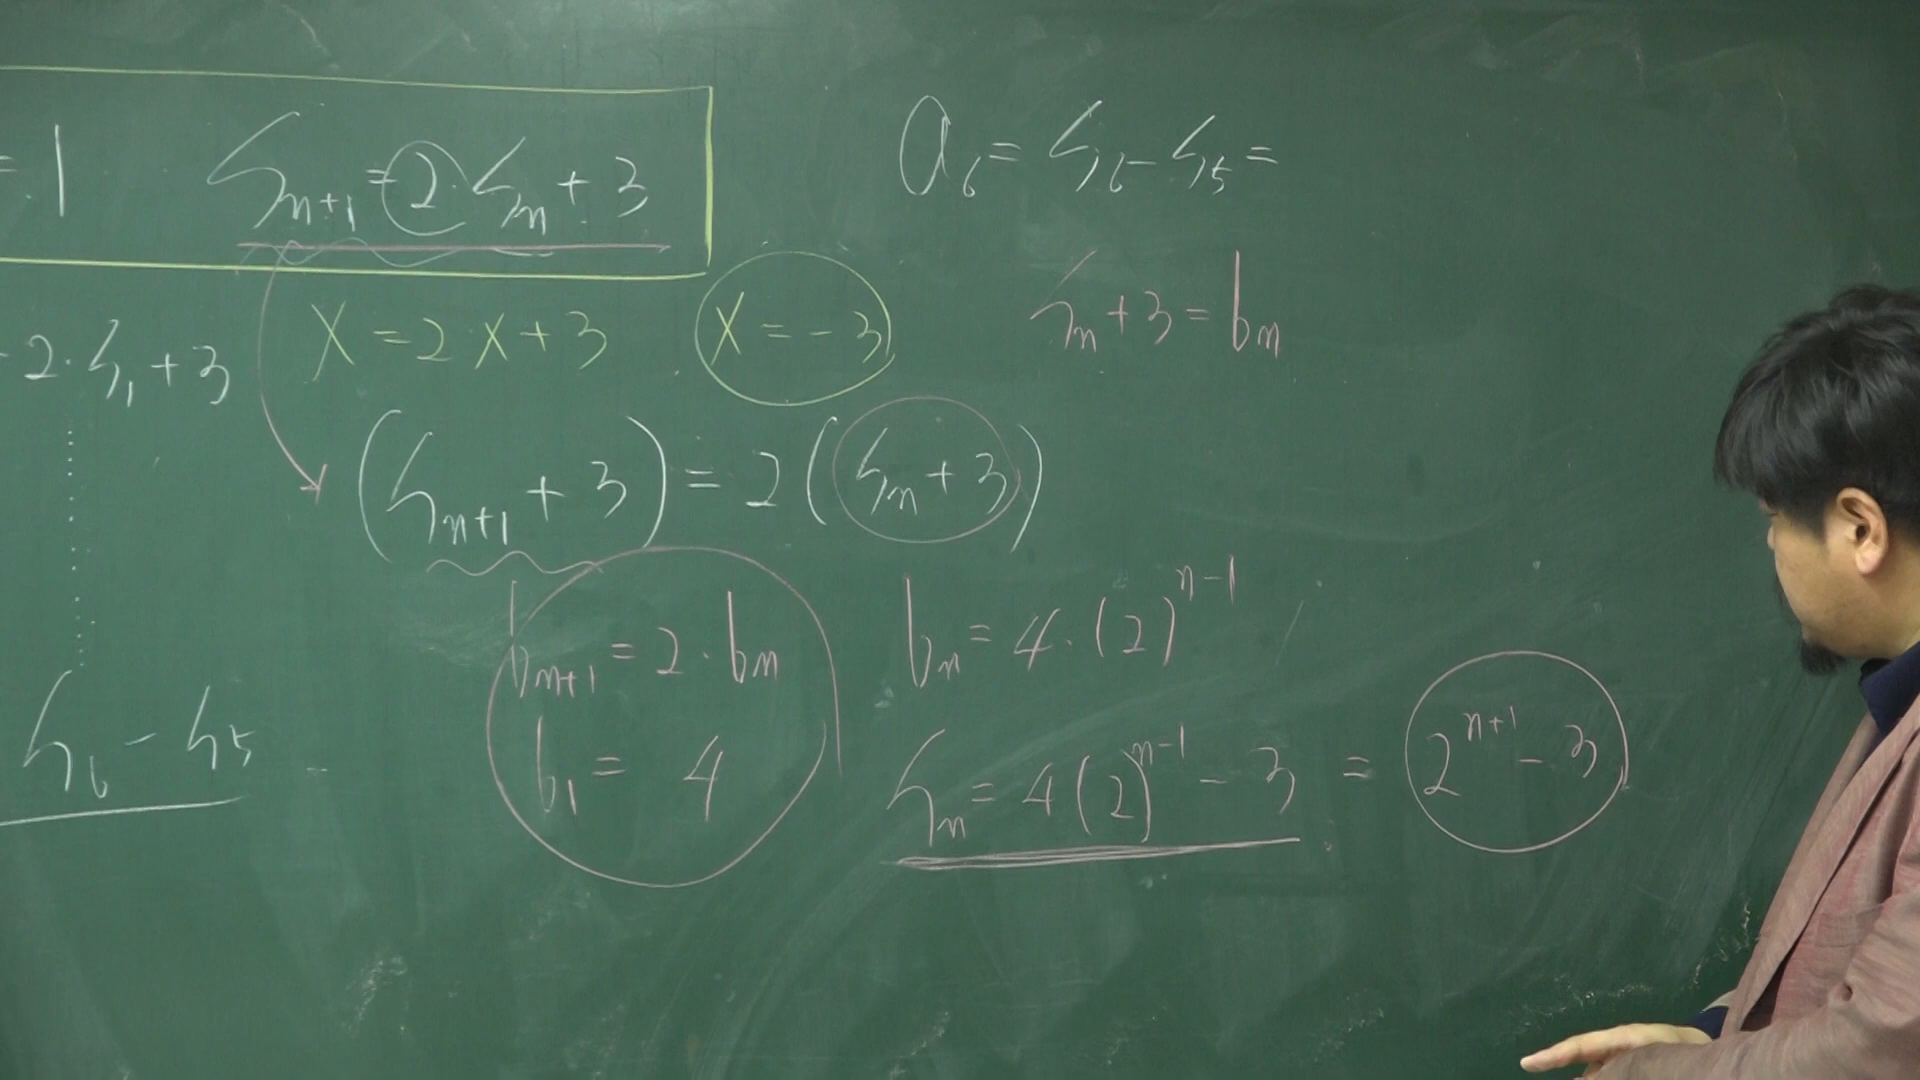 = 1 S_{n+1} = 2·S_n + 3
a_6 = S_6 - S_5 =
S_n + 3 = b_n
2·S_1 + 3
X = 2X + 3 X = -3
(S_{n+1} + 3) = 2(S_n + 3)
b_{n+1} = 2·b_n
b_1 = 4
b_n = 4·(2)^{n-1}
S_n = 4(2)^{n-1} - 3 = 2^{n+1} - 3
S_6 - S_5